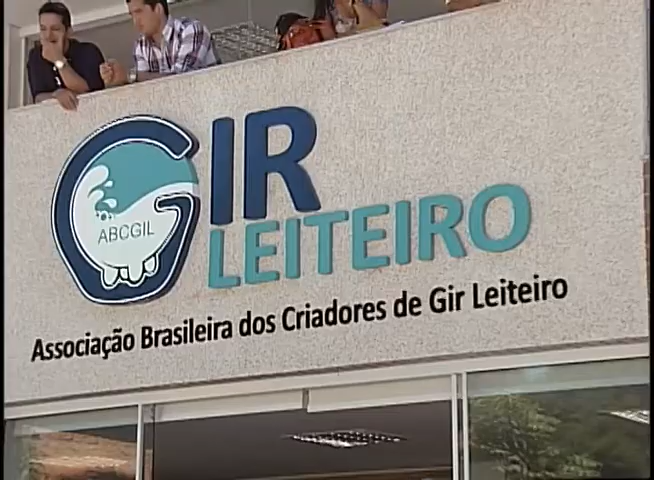 GIR
LEITEIRO
ABCGIL
Associação Brasileira dos Criadores de Gir Leiteiro